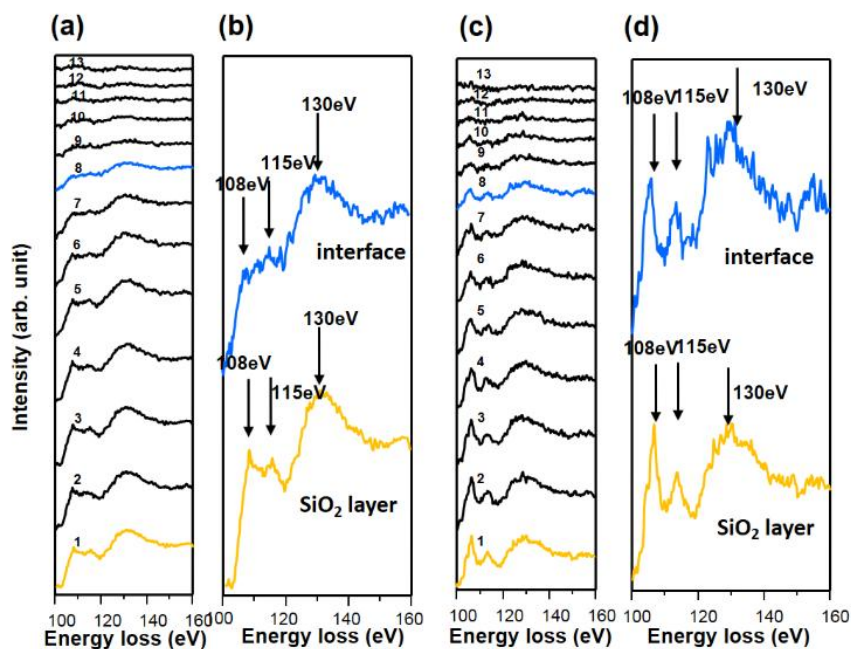 (a)
13
12
11
10
9
8
7
6
5
4
3
2
1
100 120 140 160
Energy loss (eV)
Intensity (arb. unit)
(b)
130eV
115eV
108eV
interface
130eV
108eV
115eV
SiO₂ layer
100 120 140 160
Energy loss (eV)
(c)
13
12
11
10
9
8
7
6
5
4
3
2
1
100 120 140 160
Energy loss (eV)
(d)
130eV
108eV 115eV
interface
108eV 115eV
130eV
SiO₂ layer
100 120 140 160
Energy loss (eV)